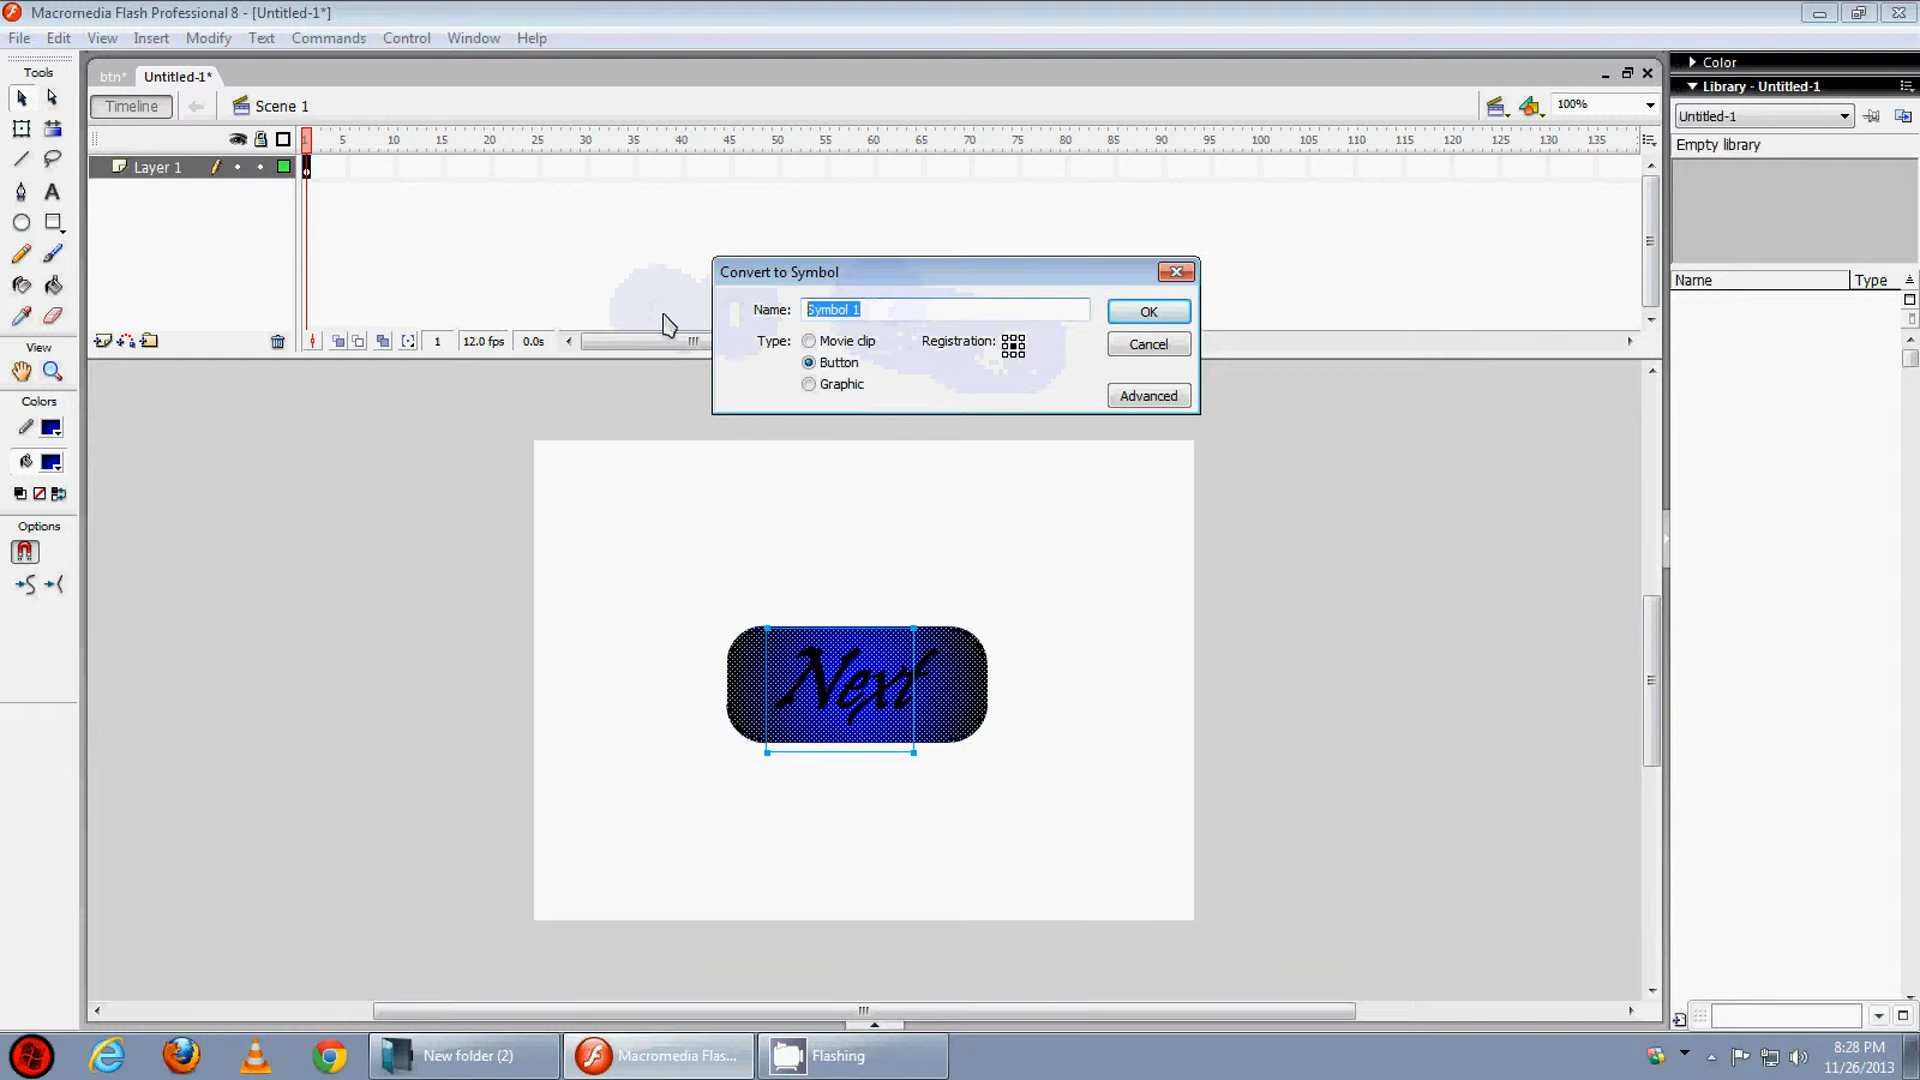 Macromedia Flash Professional 8 - [Untitled-1*]
File Edit View Insert Modify Text Commands Control Window Help
Tools
btn* Untitled-1*
Timeline Scene 1 100%
1 5 10 15 20 25 30 35 40 45 50 55 60 65 70 75 80 85 90 95 100 105 110 115 120 125 130 135
Layer 1
1 12.0 fps 0.0s
View
Colors
Options
Convert to Symbol
Name: Symbol 1 OK
Type: Movie clip Registration: Cancel
Button
Graphic
Advanced
Next
Color
Library - Untitled-1
Untitled-1
Empty library
Name Type
New folder (2) Macromedia Flas... Flashing
8:28 PM
11/26/2013